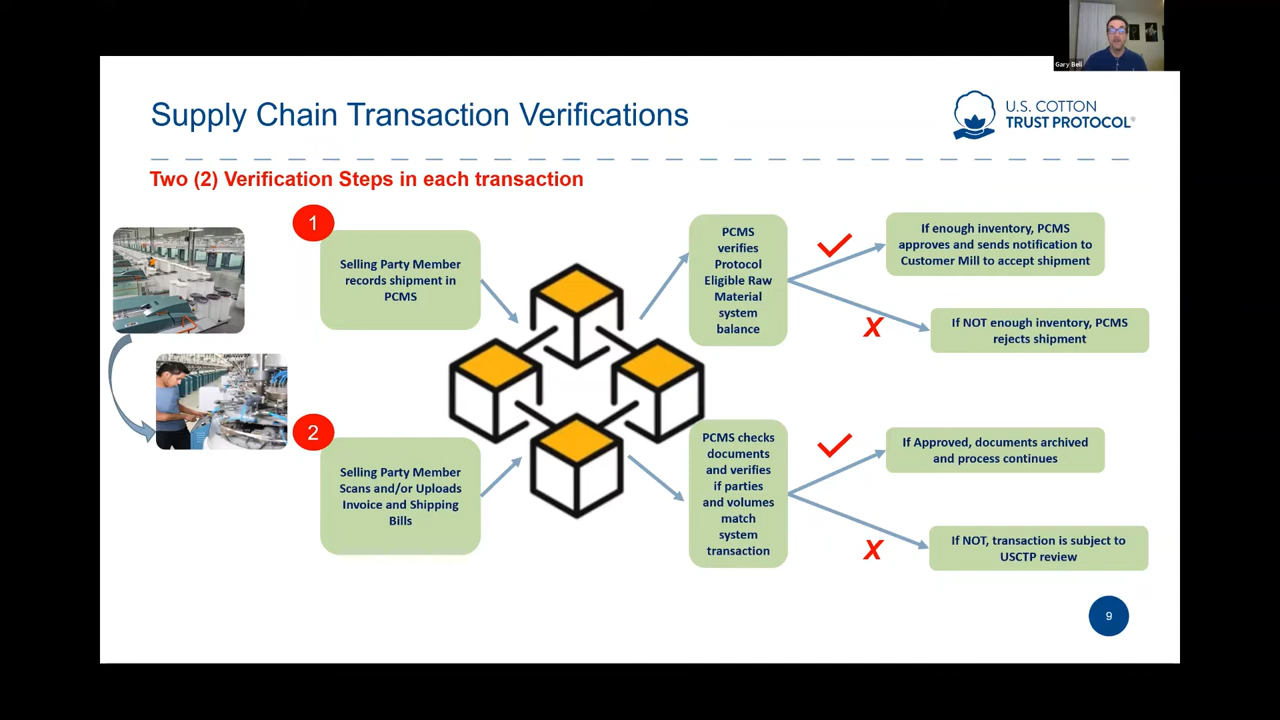 Gary Bell
Supply Chain Transaction Verifications
U.S. COTTON
TRUST PROTOCOL®
Two (2) Verification Steps in each transaction
1
Selling Party Member
records shipment in
PCMS
PCMS
verifies
Protocol
Eligible Raw
Material
system
balance
If enough inventory, PCMS
approves and sends notification to
Customer Mill to accept shipment
X
If NOT enough inventory, PCMS
rejects shipment
2
Selling Party Member
Scans and/or Uploads
Invoice and Shipping
Bills
PCMS checks
documents
and verifies
if parties
and volumes
match
system
transaction
If Approved, documents archived
and process continues
X
If NOT, transaction is subject to
USCTP review
9